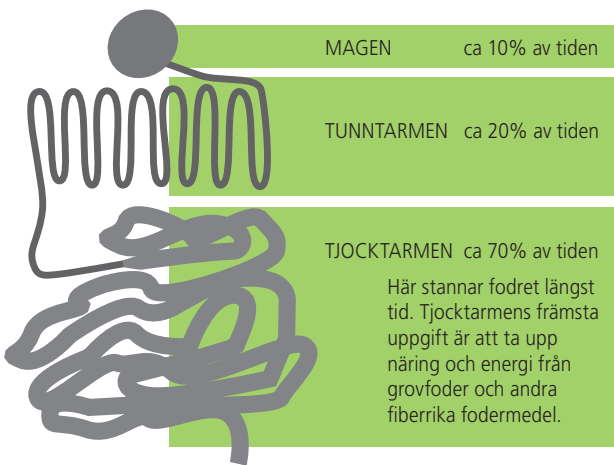 MAGEN ca 10% av tiden
TUNNTARMEN ca 20% av tiden
TJOCKTARMEN ca 70% av tiden
Här stannar fodret längst
tid. Tjocktarmens främsta
uppgift är att ta upp
näring och energi från
grovfoder och andra
fiberrika fodermedel.